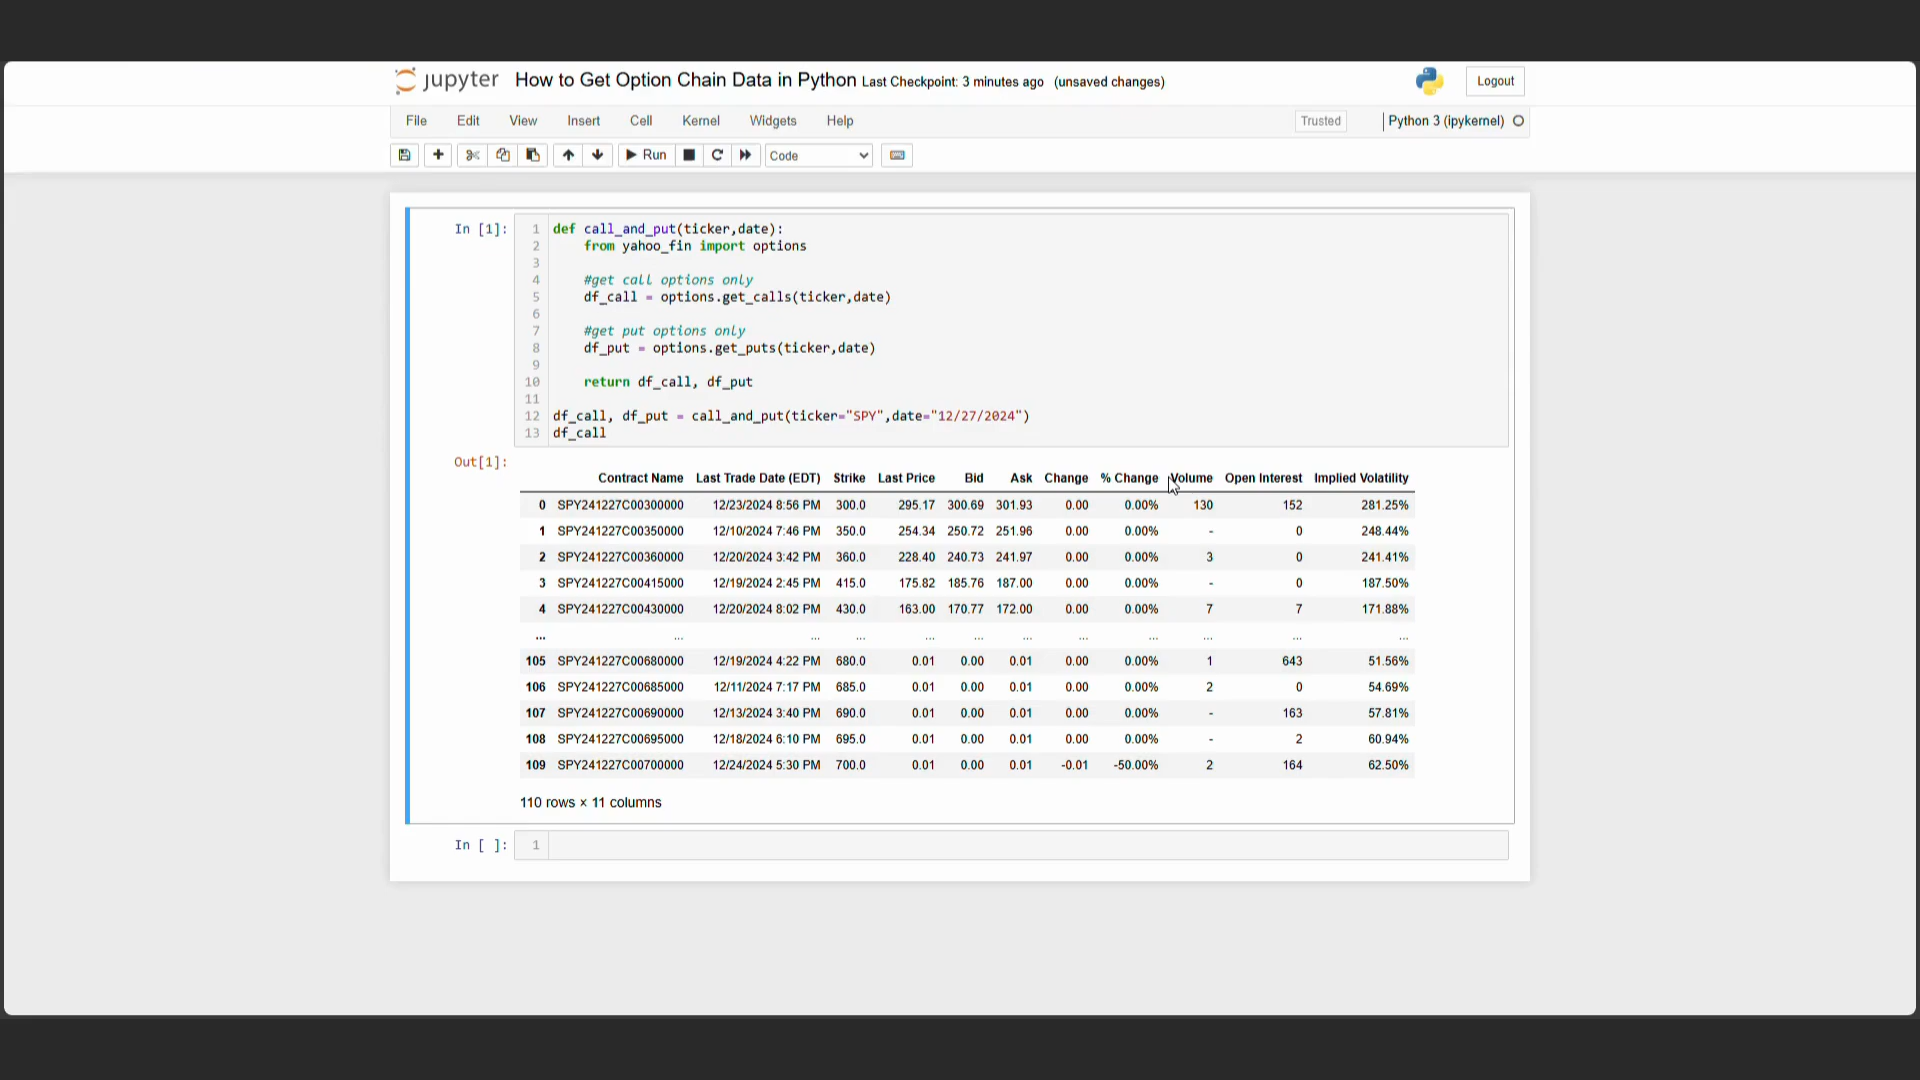 jupyter How to Get Option Chain Data in Python Last Checkpoint: 3 minutes ago (unsaved changes) Logout
File Edit View Insert Cell Kernel Widgets Help Trusted Python 3 (ipykernel)
Run Code
In [1]:
1 def call_and_put(ticker,date):
2     from yahoo_fin import options
3
4     #get call options only
5     df_call = options.get_calls(ticker,date)
6
7     #get put options only
8     df_put = options.get_puts(ticker,date)
9
10     return df_call, df_put
11
12 df_call, df_put = call_and_put(ticker="SPY",date="12/27/2024")
13 df_call
Out[1]:
Contract Name Last Trade Date (EDT) Strike Last Price Bid Ask Change % Change Volume Open Interest Implied Volatility
0 SPY241227C00300000 12/23/2024 8:56 PM 300.0 295.17 300.69 301.93 0.00 0.00% 130 152 281.25%
1 SPY241227C00350000 12/10/2024 7:46 PM 350.0 254.34 250.72 251.96 0.00 0.00% - 0 248.44%
2 SPY241227C00360000 12/20/2024 3:42 PM 360.0 228.40 240.73 241.97 0.00 0.00% 3 0 241.41%
3 SPY241227C00415000 12/19/2024 2:45 PM 415.0 175.82 185.76 187.00 0.00 0.00% - 0 187.50%
4 SPY241227C00430000 12/20/2024 8:02 PM 430.0 163.00 170.77 172.00 0.00 0.00% 7 7 171.88%
... ... ... ... ... ... ... ... ... ... ... ...
105 SPY241227C00680000 12/19/2024 4:22 PM 680.0 0.01 0.00 0.01 0.00 0.00% 1 643 51.56%
106 SPY241227C00685000 12/11/2024 7:17 PM 685.0 0.01 0.00 0.01 0.00 0.00% 2 0 54.69%
107 SPY241227C00690000 12/13/2024 3:40 PM 690.0 0.01 0.00 0.01 0.00 0.00% - 163 57.81%
108 SPY241227C00695000 12/18/2024 6:10 PM 695.0 0.01 0.00 0.01 0.00 0.00% - 2 60.94%
109 SPY241227C00700000 12/24/2024 5:30 PM 700.0 0.01 0.00 0.01 -0.01 -50.00% 2 164 62.50%
110 rows × 11 columns
In [ ]: 1